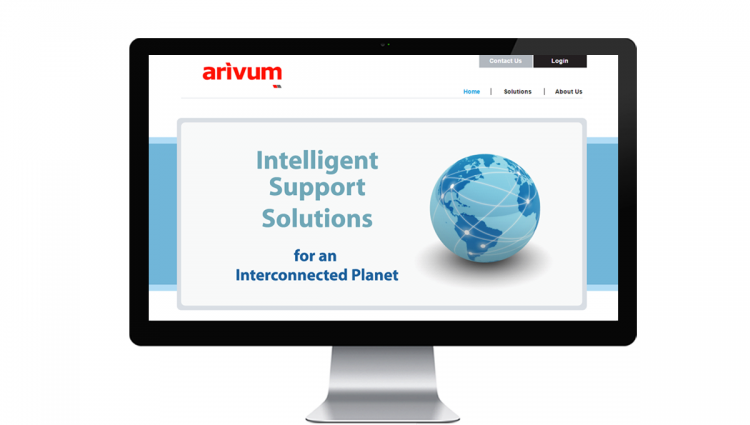 Contact Us Login
arivum
Home | Solutions | About Us
Intelligent
Support
Solutions
for an
Interconnected Planet